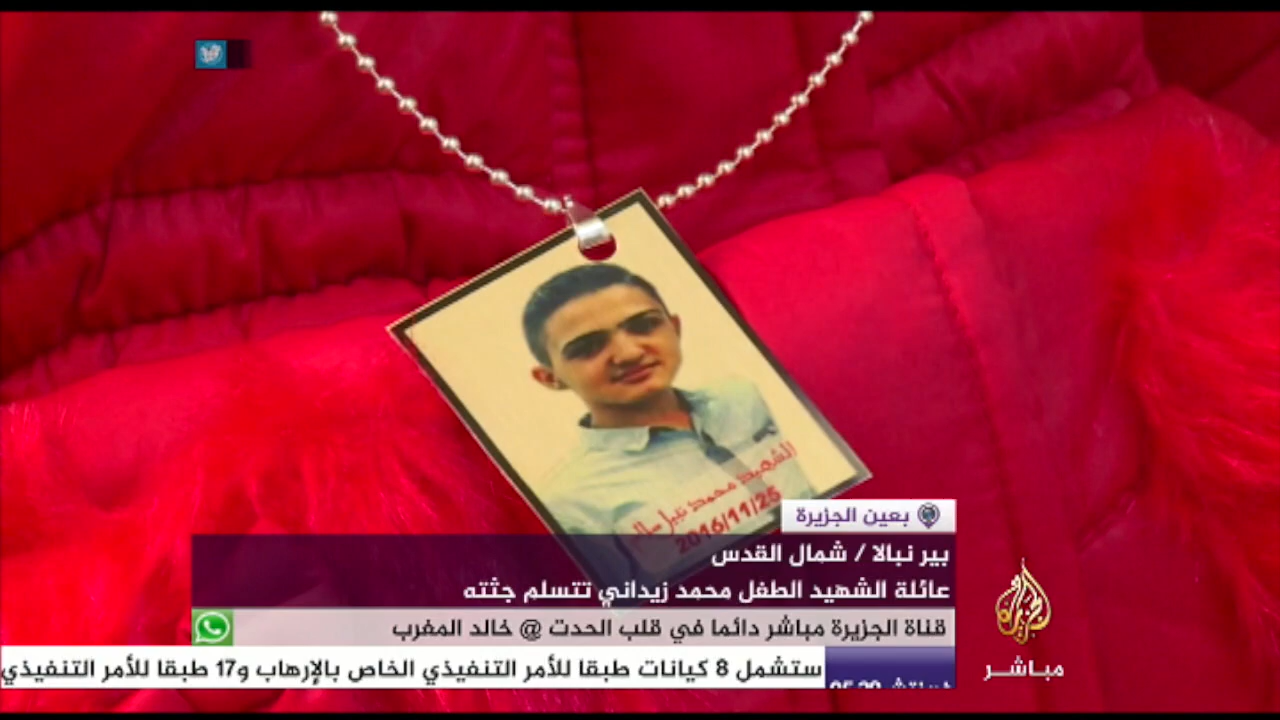 الشهيد محمد نبيل سالم
2016/11/25
بعين الجزيرة
بير نبالا / شمال القدس
عائلة الشهيد الطفل محمد زيداني تتسلم جثته
قناة الجزيرة مباشر دائما في قلب الحدث @ خالد المغرب
ستشمل 8 كيانات طبقا للأمر التنفيذي الخاص بالإرهاب و17 طبقا للأمر التنفيذي
الجزيرة
مباشر